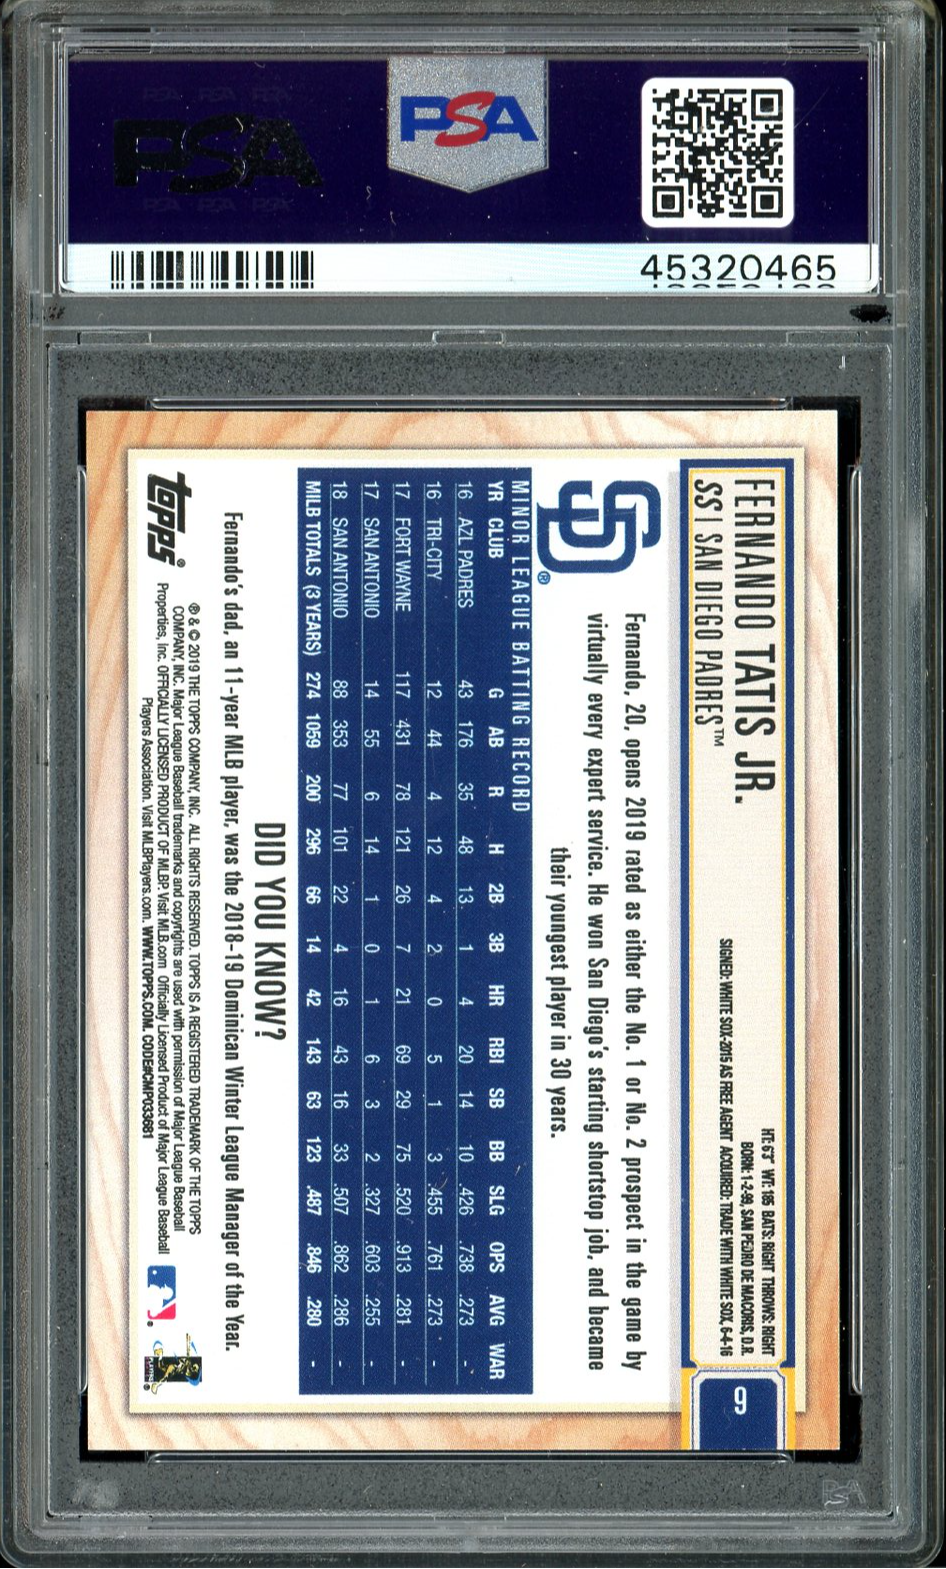 PSA
PSA
45320465
FERNANDO TATIS JR.
SS | SAN DIEGO PADRES™
HT: 6'3" WT: 185 BATS: RIGHT THROWS: RIGHT
BORN: 1-2-99, SAN PEDRO DE MACORIS, D.R.
SIGNED: WHITE SOX-2015 AS FREE AGENT ACQUIRED: TRADE WITH WHITE SOX, 6-4-16
9
SD®
Fernando, 20, opens 2019 rated as either the No. 1 or No. 2 prospect in the game by
virtually every expert service. He won San Diego's starting shortstop job, and became
their youngest player in 30 years.
MINOR LEAGUE BATTING RECORD
YR CLUB G AB R H 2B 3B HR RBI SB BB SLG OPS AVG WAR
16 AZL PADRES 43 176 35 48 13 1 4 20 14 10 .426 .738 .273 -
16 TRI-CITY 12 44 4 12 4 2 0 5 1 3 .455 .761 .273 -
17 FORT WAYNE 117 431 78 121 26 7 21 69 29 75 .520 .913 .281 -
17 SAN ANTONIO 14 55 6 14 1 0 1 6 3 2 .327 .603 .255 -
18 SAN ANTONIO 88 353 77 101 22 4 16 43 16 33 .507 .862 .286 -
MILB TOTALS (3 YEARS) 274 1059 200 296 66 14 42 143 63 123 .487 .846 .280 -
DID YOU KNOW?
Fernando's dad, an 11-year MLB player, was the 2018-19 Dominican Winter League Manager of the Year.
topps®
® & © 2019 THE TOPPS COMPANY, INC. ALL RIGHTS RESERVED. TOPPS IS A REGISTERED TRADEMARK OF THE TOPPS
COMPANY, INC. Major League Baseball trademarks and copyrights are used with permission of Major League Baseball
Properties, Inc. OFFICIALLY LICENSED PRODUCT OF MLBP. Visit MLB.com Officially Licensed Product of Major League Baseball
Players Association. Visit MLBPlayers.com. WWW.TOPPS.COM. CODE#CMP033681
PSA